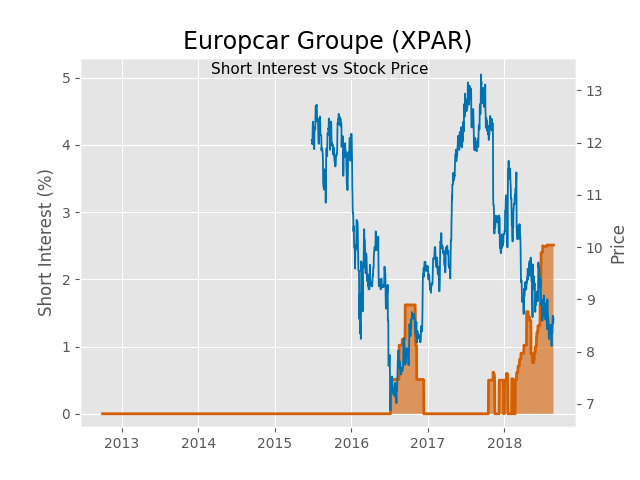 Europcar Groupe (XPAR)
Short Interest vs Stock Price
Short Interest (%)
5
4
3
2
1
0
13
12
11
10
9
8
7
Price
2013 2014 2015 2016 2017 2018